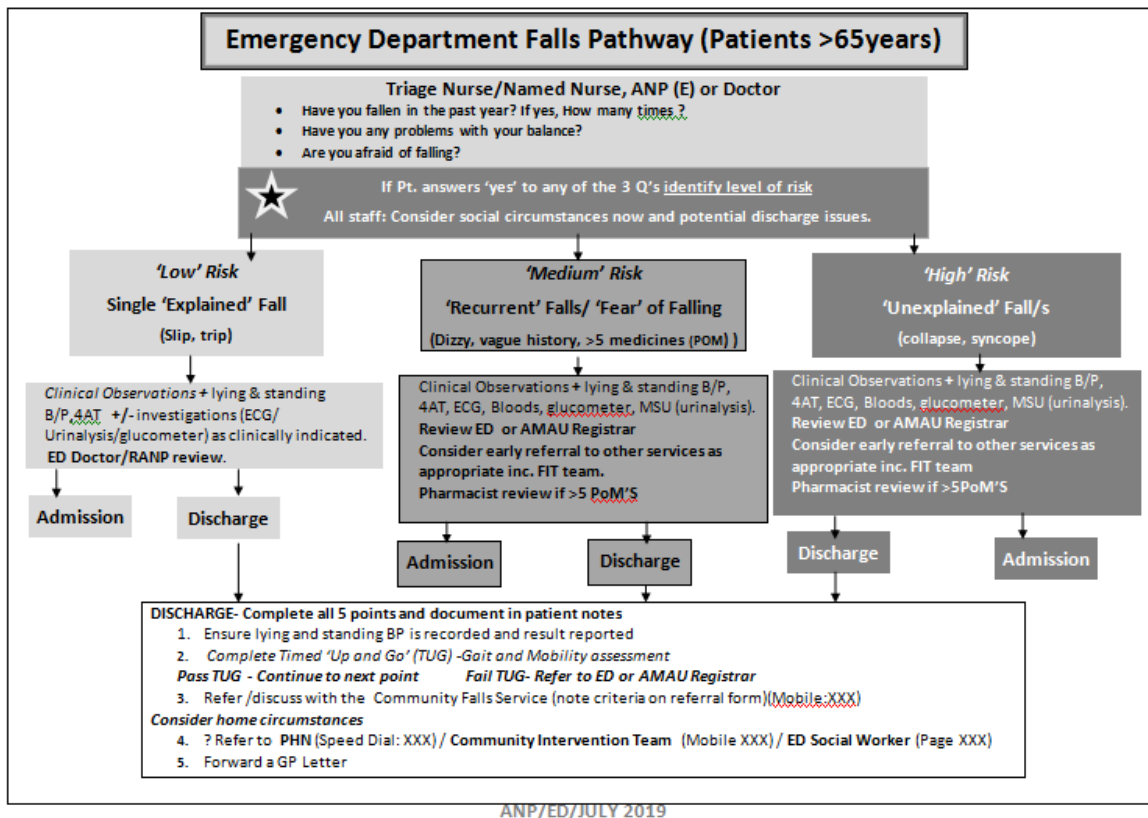 Emergency Department Falls Pathway (Patients >65years)
Triage Nurse/Named Nurse, ANP (E) or Doctor
• Have you fallen in the past year? If yes, How many times ?
• Have you any problems with your balance?
• Are you afraid of falling?
If Pt. answers ‘yes’ to any of the 3 Q’s identify level of risk
All staff: Consider social circumstances now and potential discharge issues.
‘Low’ Risk
Single ‘Explained’ Fall
(Slip, trip)
‘Medium’ Risk
‘Recurrent’ Falls/ ‘Fear’ of Falling
(Dizzy, vague history, >5 medicines (POM) )
‘High’ Risk
‘Unexplained’ Fall/s
(collapse, syncope)
Clinical Observations + lying & standing
B/P,4AT +/- investigations (ECG/
Urinalysis/glucometer) as clinically indicated.
ED Doctor/RANP review.
Clinical Observations + lying & standing B/P,
4AT, ECG, Bloods, glucometer, MSU (urinalysis).
Review ED or AMAU Registrar
Consider early referral to other services as
appropriate inc. FIT team.
Pharmacist review if >5 PoM’S
Clinical Observations + lying & standing B/P,
4AT, ECG, Bloods, glucometer, MSU (urinalysis).
Review ED or AMAU Registrar
Consider early referral to other services as
appropriate inc. FIT team
Pharmacist review if >5PoM’S
Admission
Discharge
Admission
Discharge
Discharge
Admission
DISCHARGE- Complete all 5 points and document in patient notes
1. Ensure lying and standing BP is recorded and result reported
2. Complete Timed ‘Up and Go’ (TUG) -Gait and Mobility assessment
Pass TUG - Continue to next point Fail TUG- Refer to ED or AMAU Registrar
3. Refer /discuss with the Community Falls Service (note criteria on referral form)(Mobile:XXX)
Consider home circumstances
4. ? Refer to PHN (Speed Dial: XXX) / Community Intervention Team (Mobile XXX) / ED Social Worker (Page XXX)
5. Forward a GP Letter
ANP/ED/JULY 2019